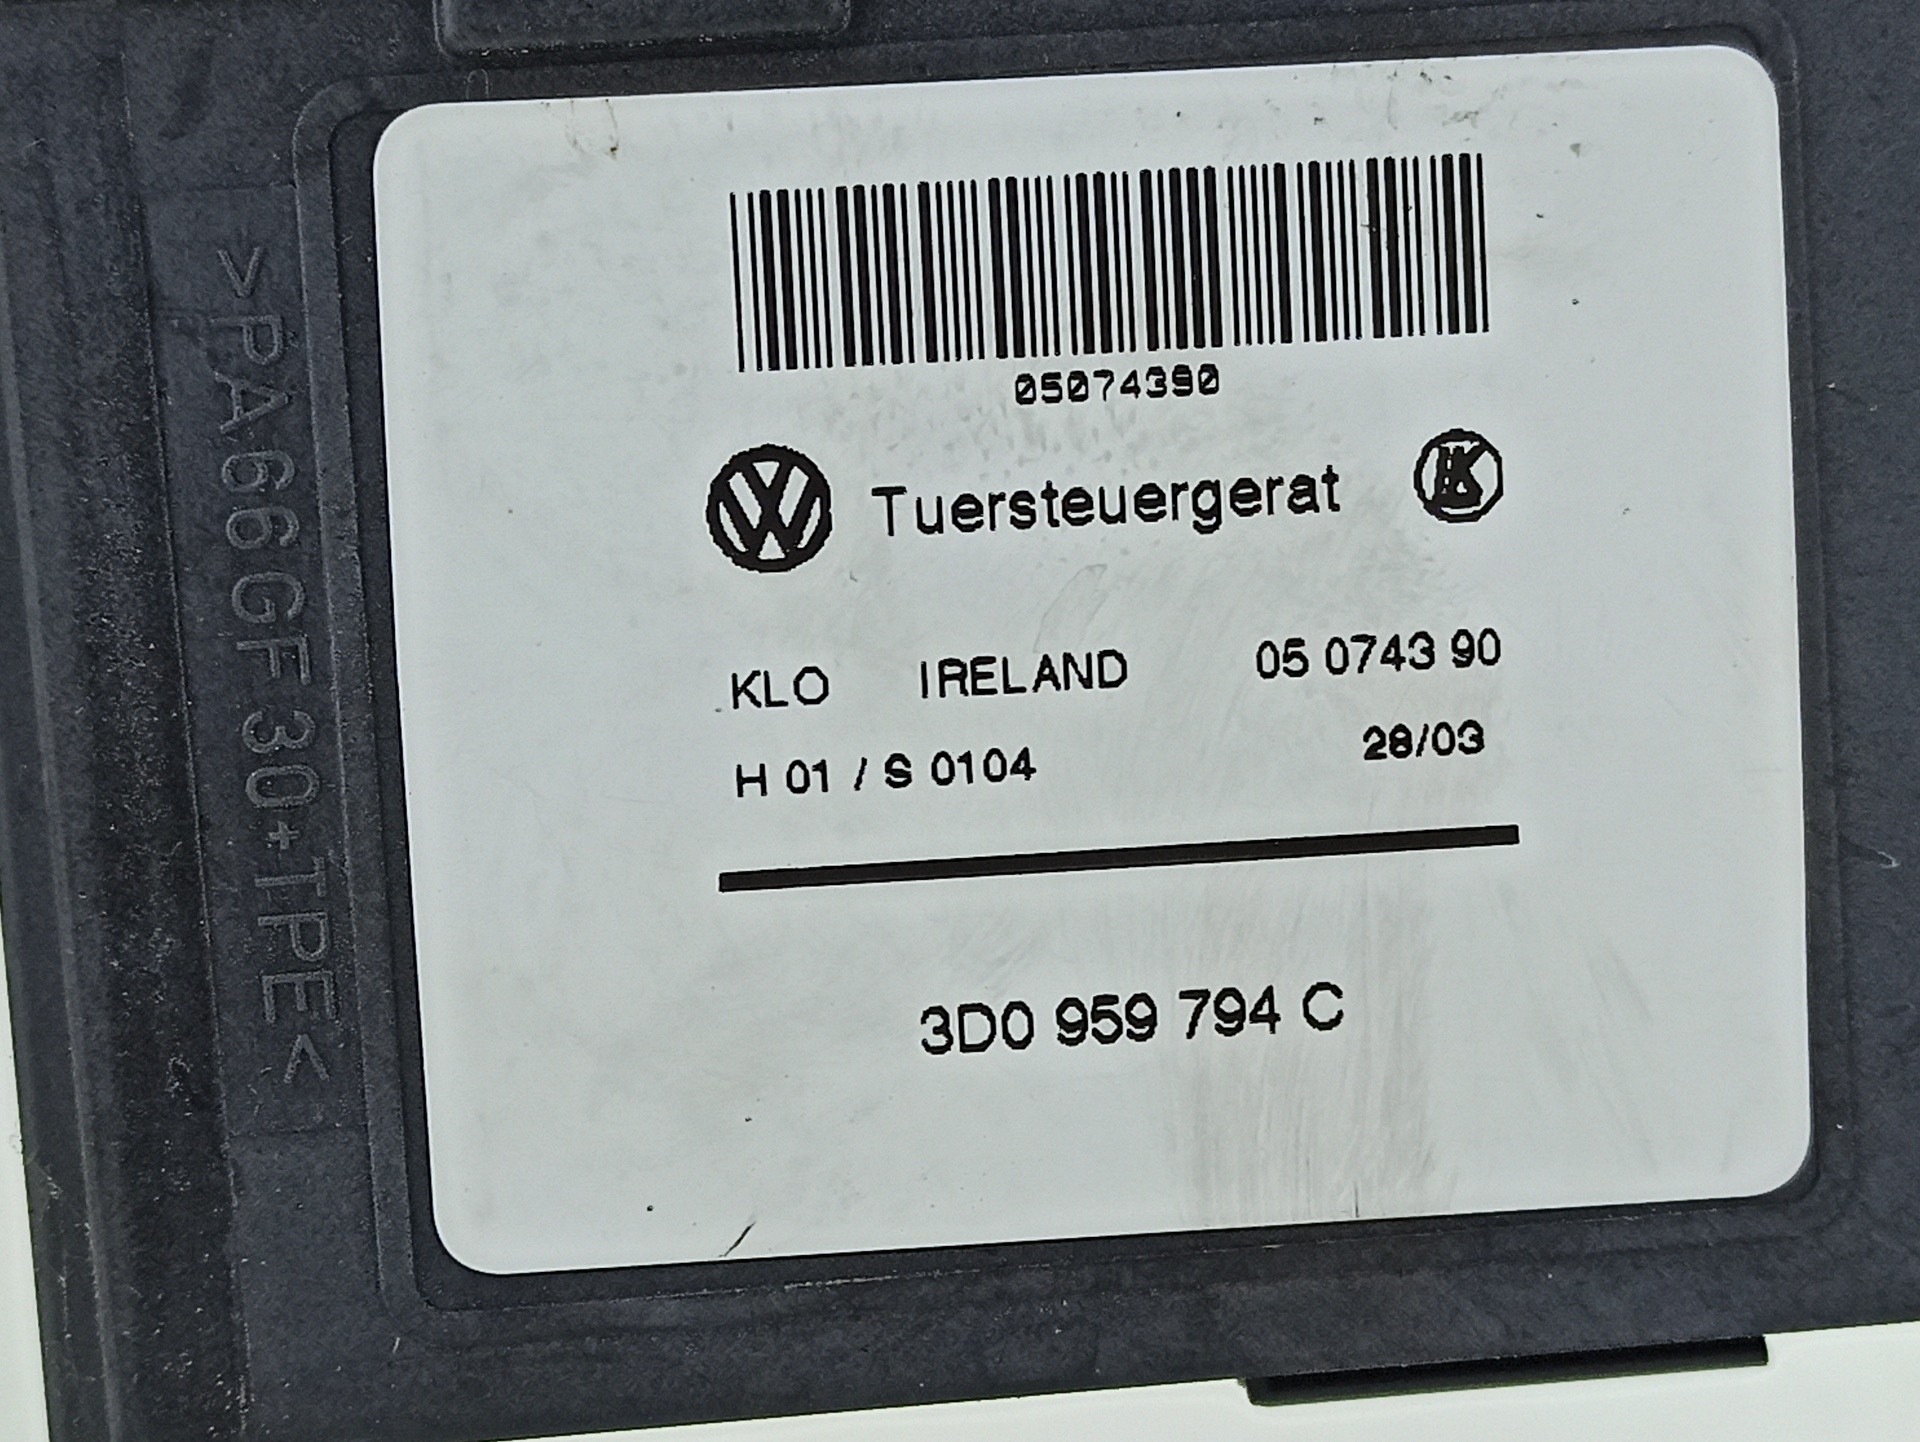 05074390
Tuersteuergerat
KLO IRELAND 05 0743 90
H 01 / S 0104 28/03
3D0 959 794 C
>PA66GF30+TPE<